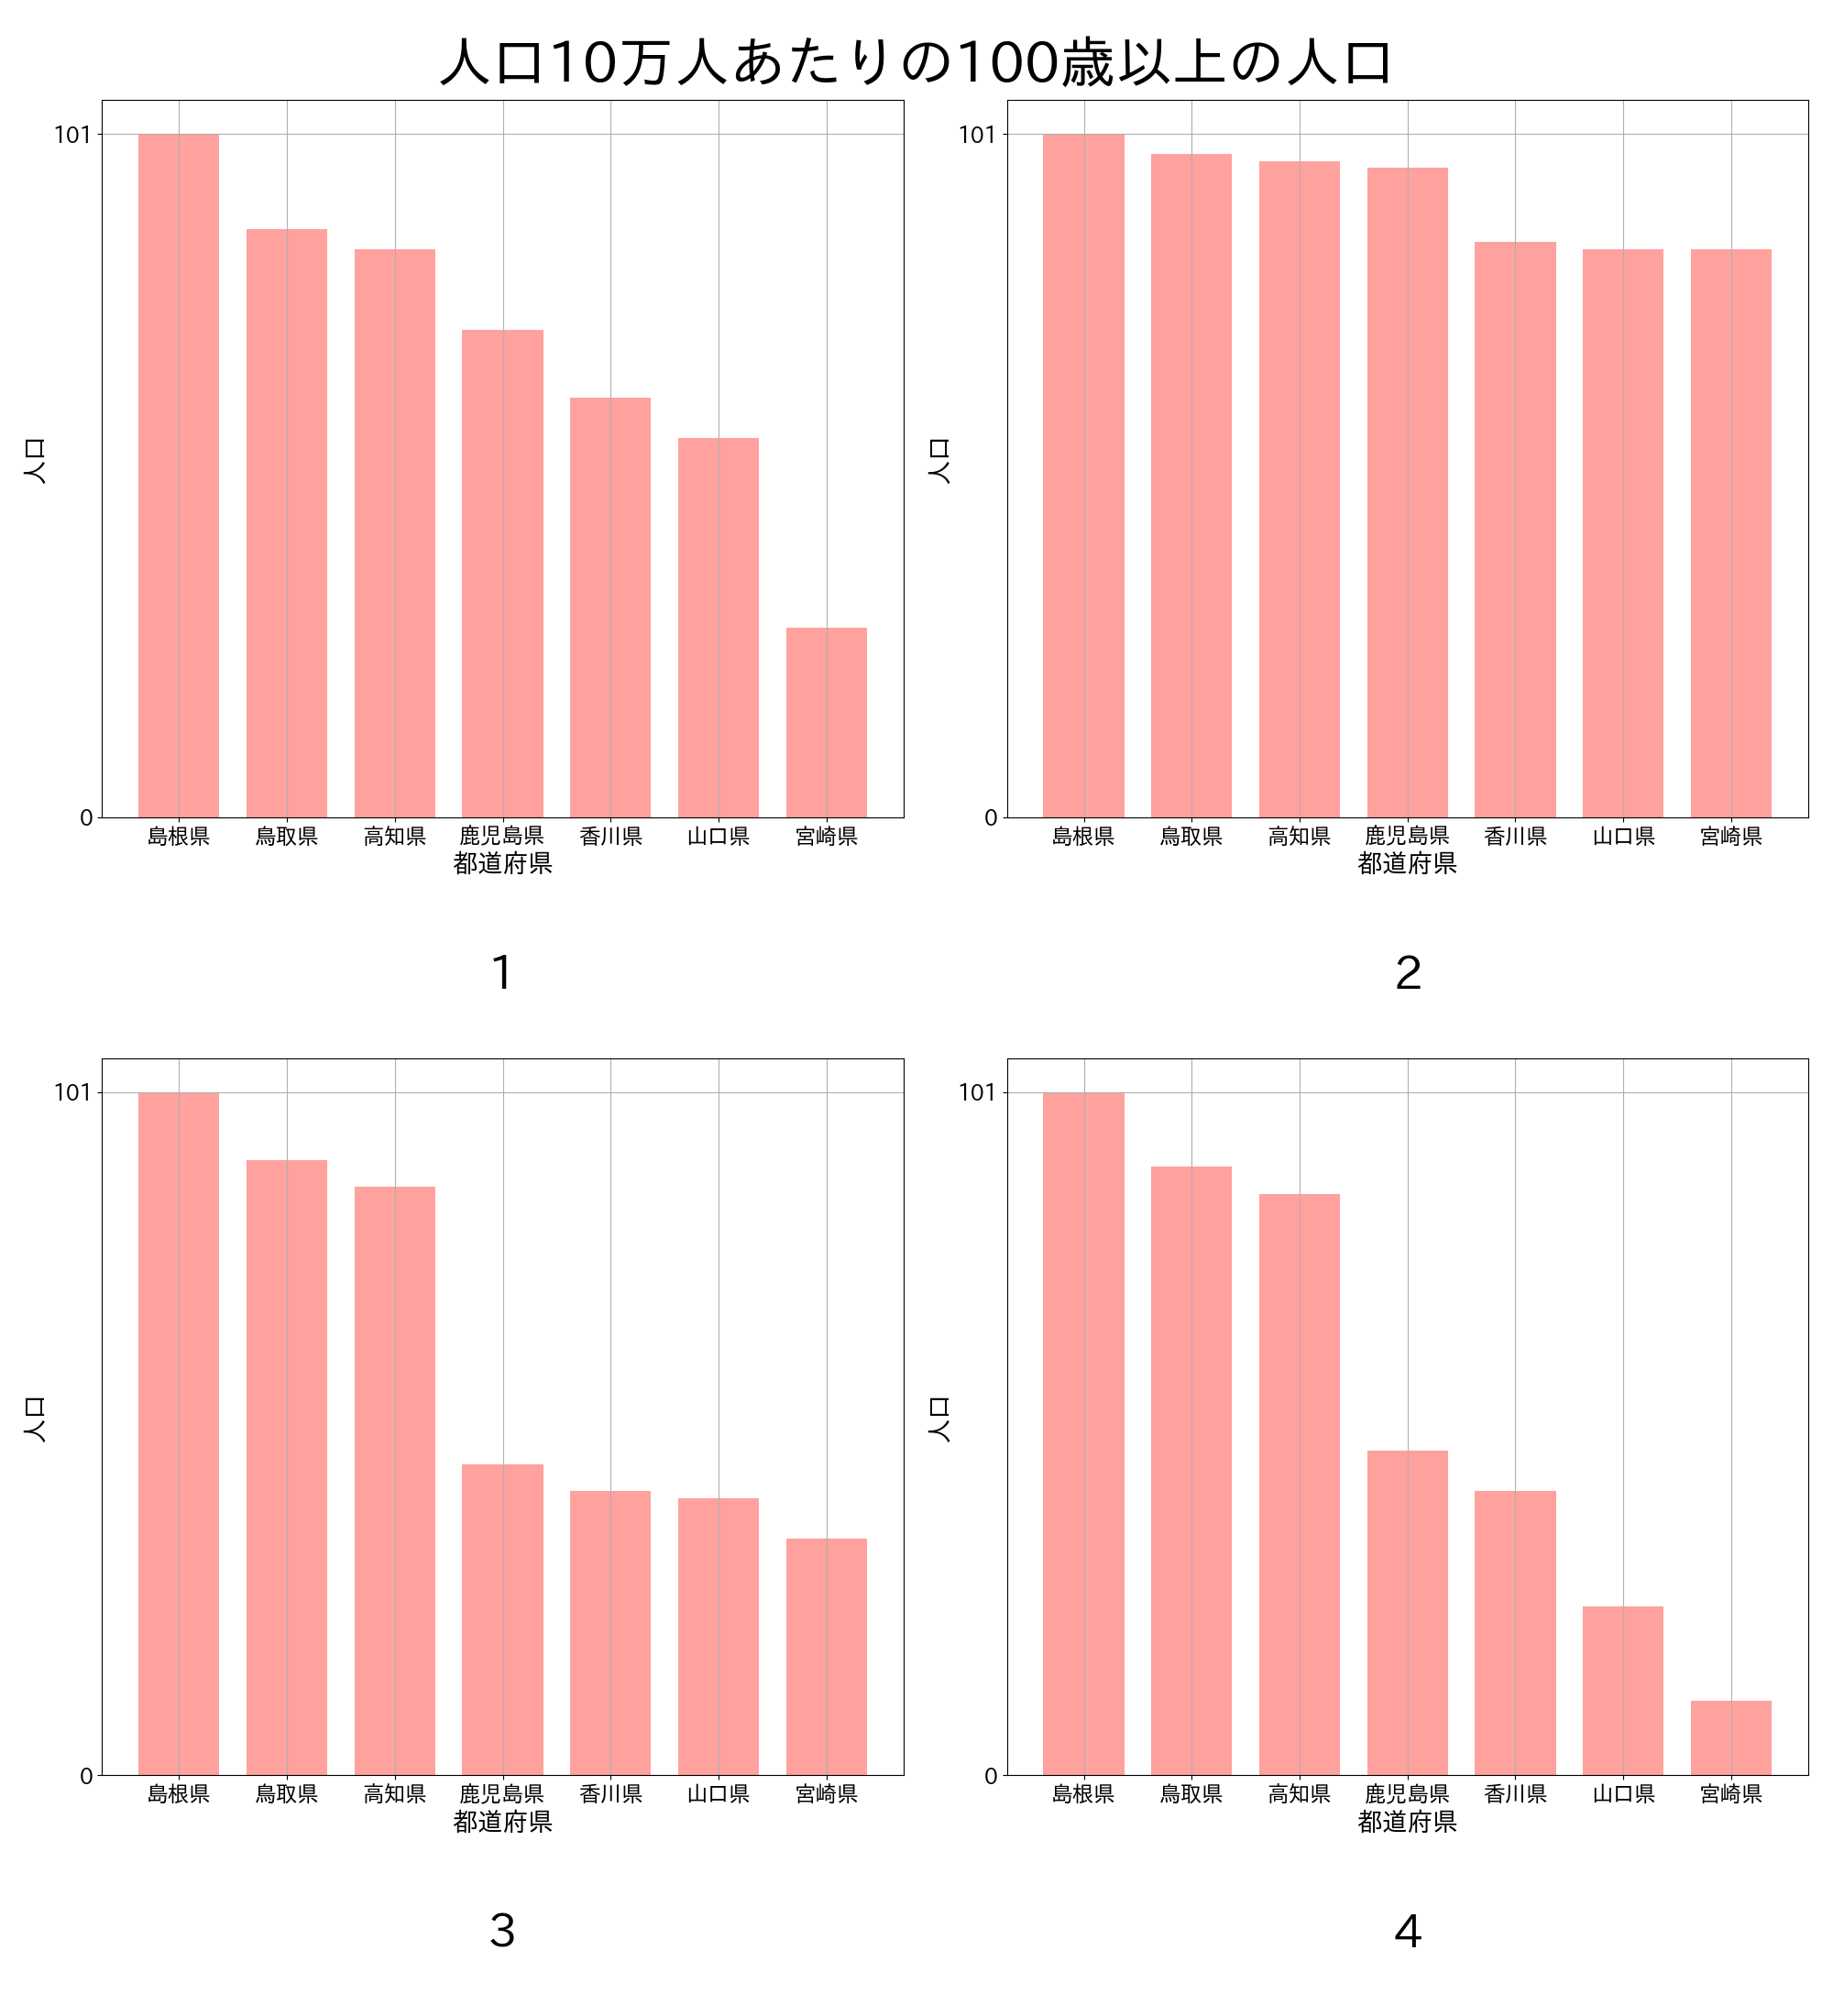 人口10万人あたりの100歳以上の人口
101
0
人口
島根県 鳥取県 高知県 鹿児島県 香川県 山口県 宮崎県
都道府県
1
101
0
人口
島根県 鳥取県 高知県 鹿児島県 香川県 山口県 宮崎県
都道府県
2
101
0
人口
島根県 鳥取県 高知県 鹿児島県 香川県 山口県 宮崎県
都道府県
3
101
0
人口
島根県 鳥取県 高知県 鹿児島県 香川県 山口県 宮崎県
都道府県
4